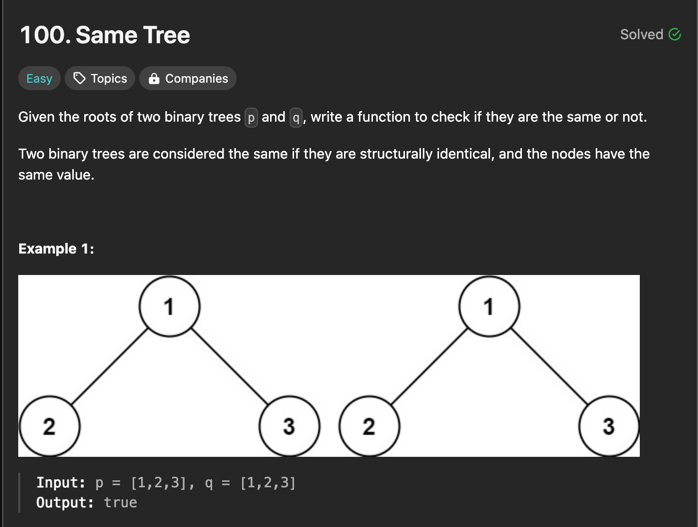 100. Same Tree
Solved
Easy
Topics
Companies
Given the roots of two binary trees p and q, write a function to check if they are the same or not.
Two binary trees are considered the same if they are structurally identical, and the nodes have the
same value.
Example 1:
1
1
2
3
2
3
Input: p = [1,2,3], q = [1,2,3]
Output: true